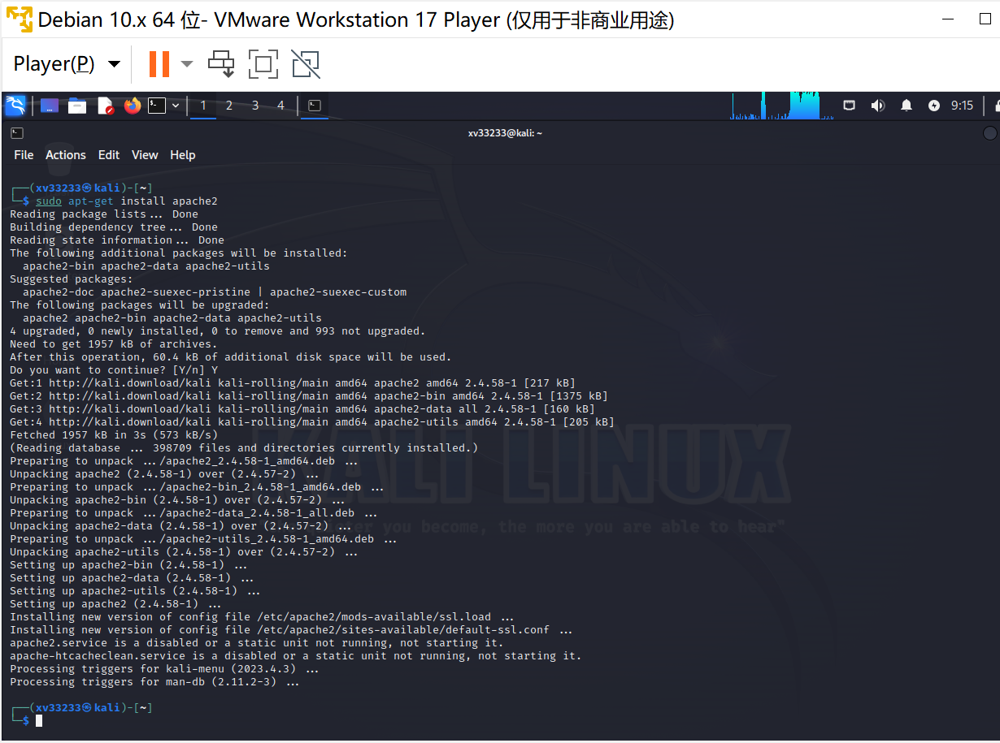 Debian 10.x 64 位- VMware Workstation 17 Player (仅用于非商业用途)
Player(P)
1 2 3 4
9:15
xv33233@kali: ~
File Actions Edit View Help
┌──(xv33233㉿kali)-[~]
└─$ sudo apt-get install apache2
Reading package lists... Done
Building dependency tree... Done
Reading state information... Done
The following additional packages will be installed:
  apache2-bin apache2-data apache2-utils
Suggested packages:
  apache2-doc apache2-suexec-pristine | apache2-suexec-custom
The following packages will be upgraded:
  apache2 apache2-bin apache2-data apache2-utils
4 upgraded, 0 newly installed, 0 to remove and 993 not upgraded.
Need to get 1957 kB of archives.
After this operation, 60.4 kB of additional disk space will be used.
Do you want to continue? [Y/n] Y
Get:1 http://kali.download/kali kali-rolling/main amd64 apache2 amd64 2.4.58-1 [217 kB]
Get:2 http://kali.download/kali kali-rolling/main amd64 apache2-bin amd64 2.4.58-1 [1375 kB]
Get:3 http://kali.download/kali kali-rolling/main amd64 apache2-data all 2.4.58-1 [160 kB]
Get:4 http://kali.download/kali kali-rolling/main amd64 apache2-utils amd64 2.4.58-1 [205 kB]
Fetched 1957 kB in 3s (573 kB/s)
(Reading database ... 398709 files and directories currently installed.)
Preparing to unpack .../apache2_2.4.58-1_amd64.deb ...
Unpacking apache2 (2.4.58-1) over (2.4.57-2) ...
Preparing to unpack .../apache2-bin_2.4.58-1_amd64.deb ...
Unpacking apache2-bin (2.4.58-1) over (2.4.57-2) ...
KALI LINUX
Preparing to unpack .../apache2-data_2.4.58-1_all.deb ...
Unpacking apache2-data (2.4.58-1) over (2.4.57-2) ...
you become, the more you are able to hear"
Preparing to unpack .../apache2-utils_2.4.58-1_amd64.deb ...
Unpacking apache2-utils (2.4.58-1) over (2.4.57-2) ...
Setting up apache2-bin (2.4.58-1) ...
Setting up apache2-data (2.4.58-1) ...
Setting up apache2-utils (2.4.58-1) ...
Setting up apache2 (2.4.58-1) ...
Installing new version of config file /etc/apache2/mods-available/ssl.load ...
Installing new version of config file /etc/apache2/sites-available/default-ssl.conf ...
apache2.service is a disabled or a static unit not running, not starting it.
apache-htcacheclean.service is a disabled or a static unit not running, not starting it.
Processing triggers for kali-menu (2023.4.3) ...
Processing triggers for man-db (2.11.2-3) ...
┌──(xv33233㉿kali)-[~]
└─$